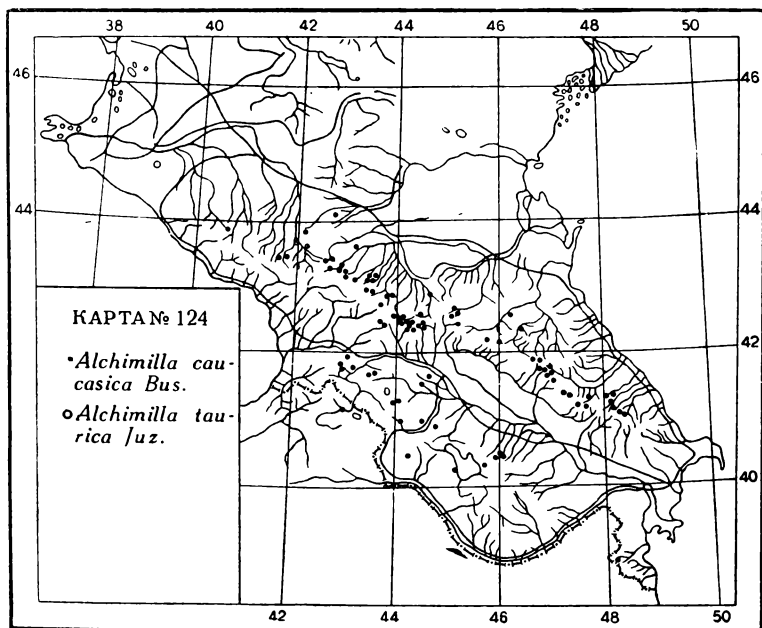 38 40 42 44 46 48 50
46 46
44 44
42
40
КАРТА № 124
Alchimilla cau-
casica Bus.
Alchimilla tau-
rica Juz.
42 44 46 48 50